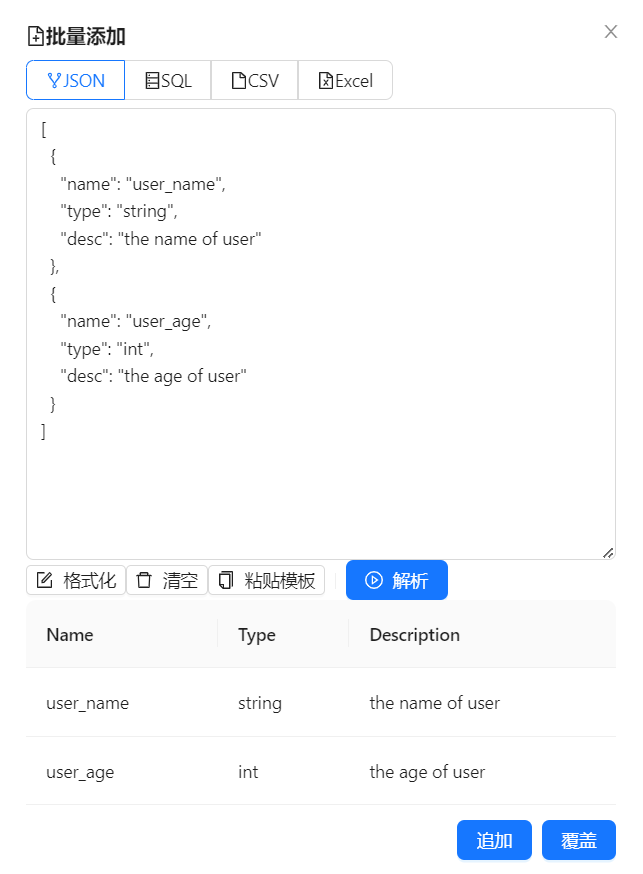 批量添加
JSON SQL CSV Excel
[
  {
    "name": "user_name",
    "type": "string",
    "desc": "the name of user"
  },
  {
    "name": "user_age",
    "type": "int",
    "desc": "the age of user"
  }
]
格式化 清空 粘贴模板 解析
Name Type Description
user_name string the name of user
user_age int the age of user
追加 覆盖